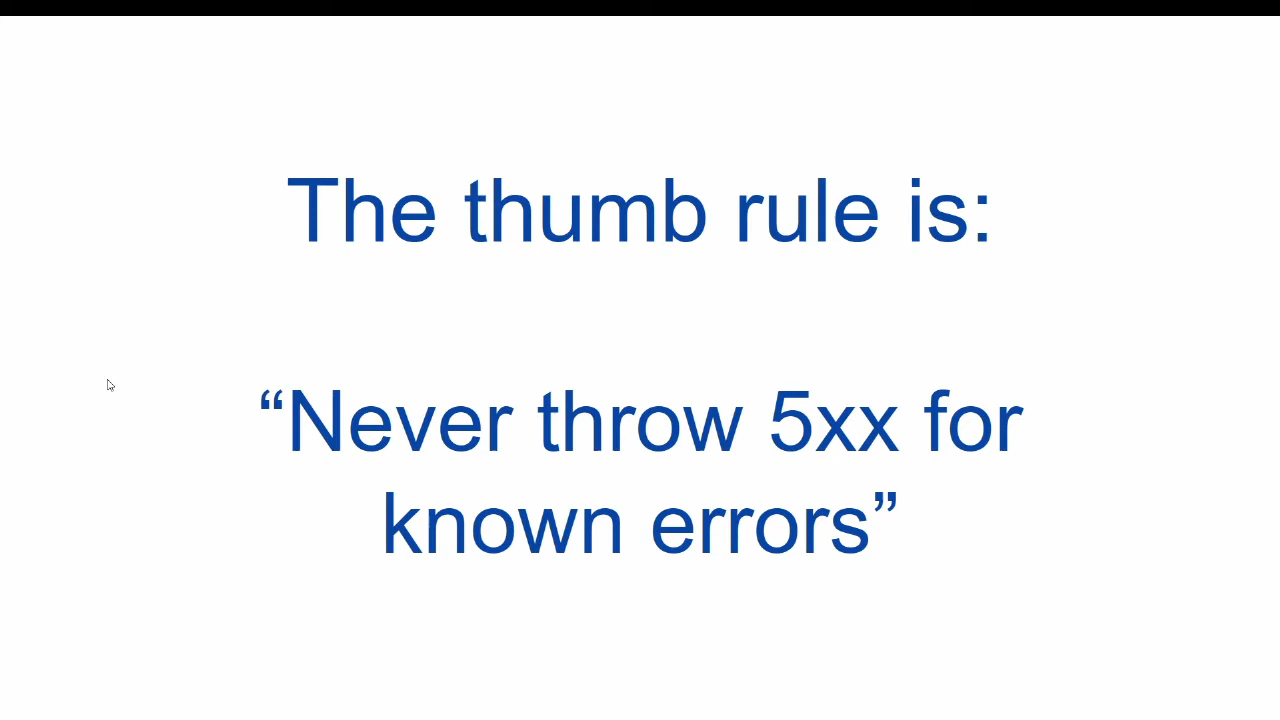 The thumb rule is:
“Never throw 5xx for
known errors”